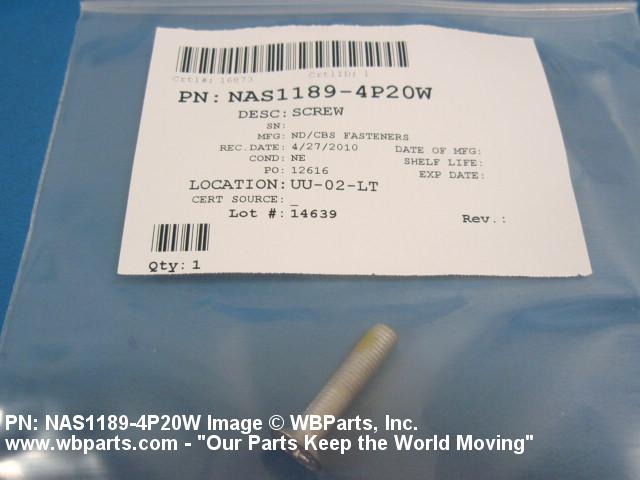 Crtl#: 16873 CrtlID: 1
PN: NAS1189-4P20W
DESC: SCREW
SN:
MFG: ND/CBS FASTENERS
REC.DATE: 4/27/2010 DATE OF MFG:
COND: NE SHELF LIFE:
PO: 12616 EXP DATE:
LOCATION: UU-02-LT
CERT SOURCE: _
Lot #: 14639 Rev.:
Qty: 1
PN: NAS1189-4P20W Image © WBParts, Inc.
www.wbparts.com - "Our Parts Keep the World Moving"